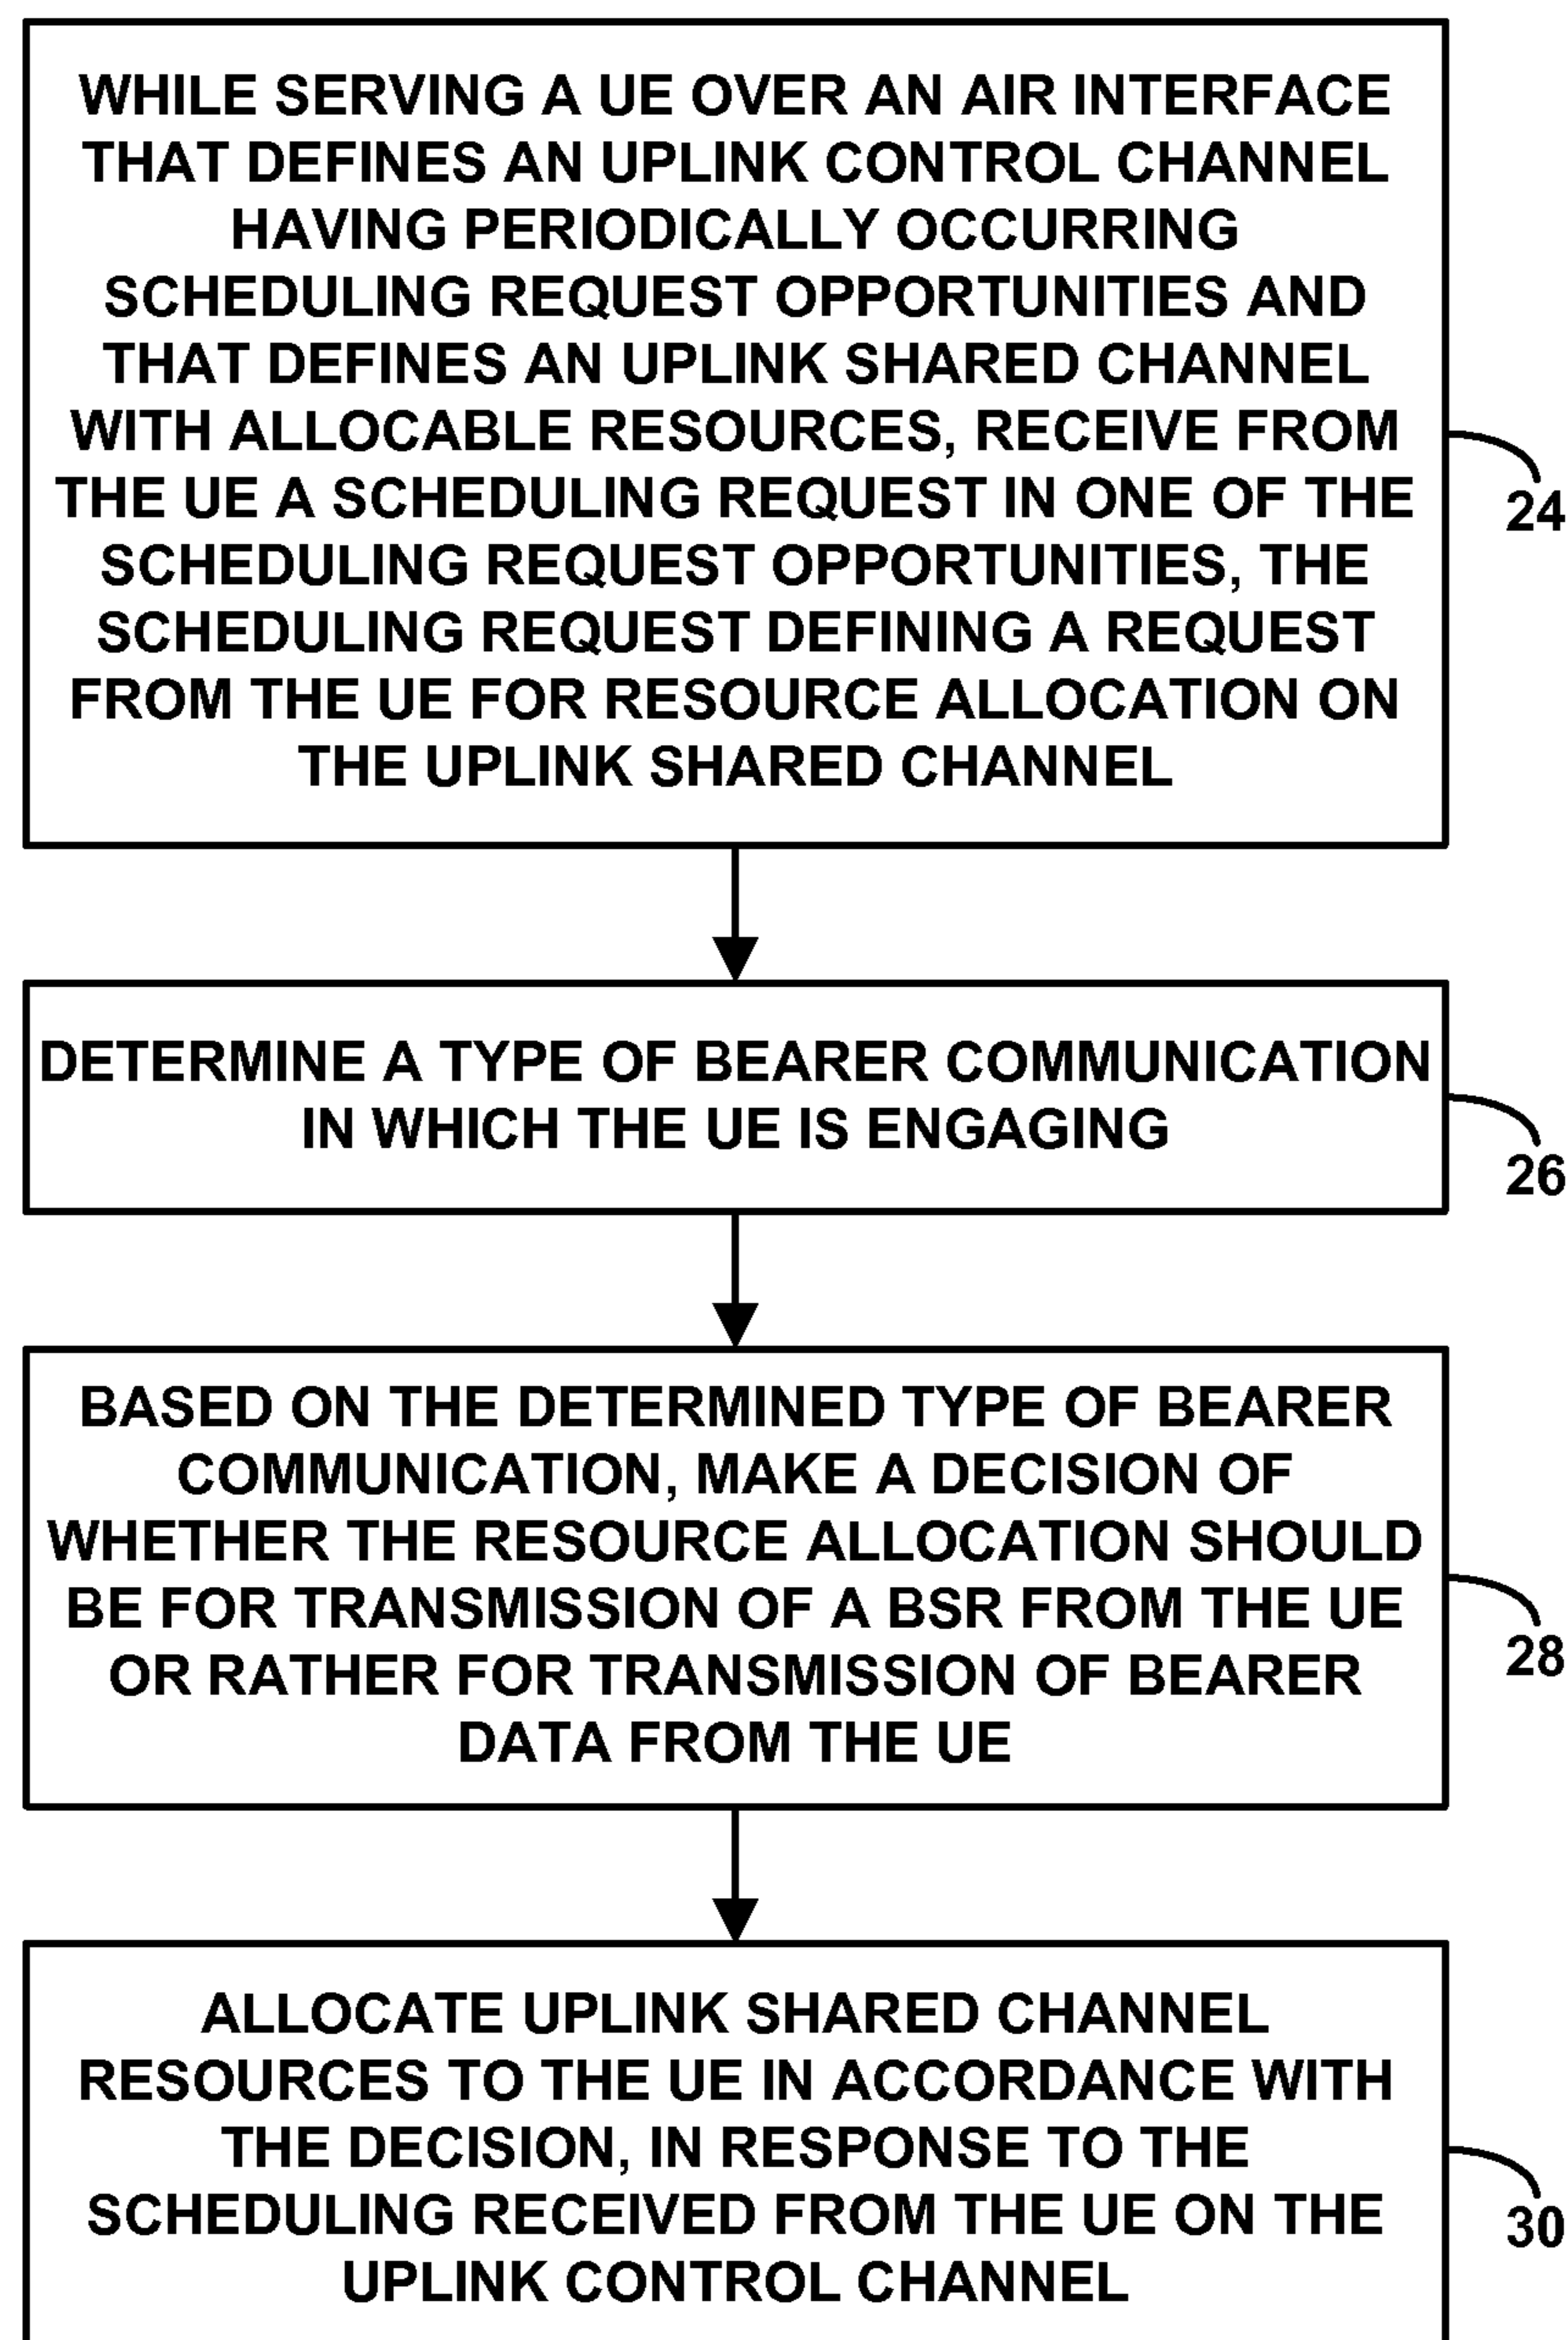 WHILE SERVING A UE OVER AN AIR INTERFACE
THAT DEFINES AN UPLINK CONTROL CHANNEL
HAVING PERIODICALLY OCCURRING
SCHEDULING REQUEST OPPORTUNITIES AND
THAT DEFINES AN UPLINK SHARED CHANNEL
WITH ALLOCABLE RESOURCES, RECEIVE FROM
THE UE A SCHEDULING REQUEST IN ONE OF THE
SCHEDULING REQUEST OPPORTUNITIES, THE
SCHEDULING REQUEST DEFINING A REQUEST
FROM THE UE FOR RESOURCE ALLOCATION ON
THE UPLINK SHARED CHANNEL
24
DETERMINE A TYPE OF BEARER COMMUNICATION
IN WHICH THE UE IS ENGAGING
26
BASED ON THE DETERMINED TYPE OF BEARER
COMMUNICATION, MAKE A DECISION OF
WHETHER THE RESOURCE ALLOCATION SHOULD
BE FOR TRANSMISSION OF A BSR FROM THE UE
OR RATHER FOR TRANSMISSION OF BEARER
DATA FROM THE UE
28
ALLOCATE UPLINK SHARED CHANNEL
RESOURCES TO THE UE IN ACCORDANCE WITH
THE DECISION, IN RESPONSE TO THE
SCHEDULING RECEIVED FROM THE UE ON THE
UPLINK CONTROL CHANNEL
30